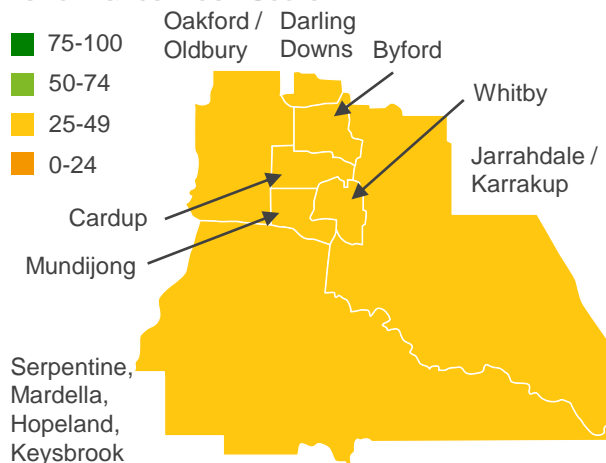 Oakford /
Oldbury
Darling
Downs
Byford
75-100
50-74
25-49
0-24
Whitby
Jarrahdale /
Karrakup
Cardup
Mundijong
Serpentine,
Mardella,
Hopeland,
Keysbrook